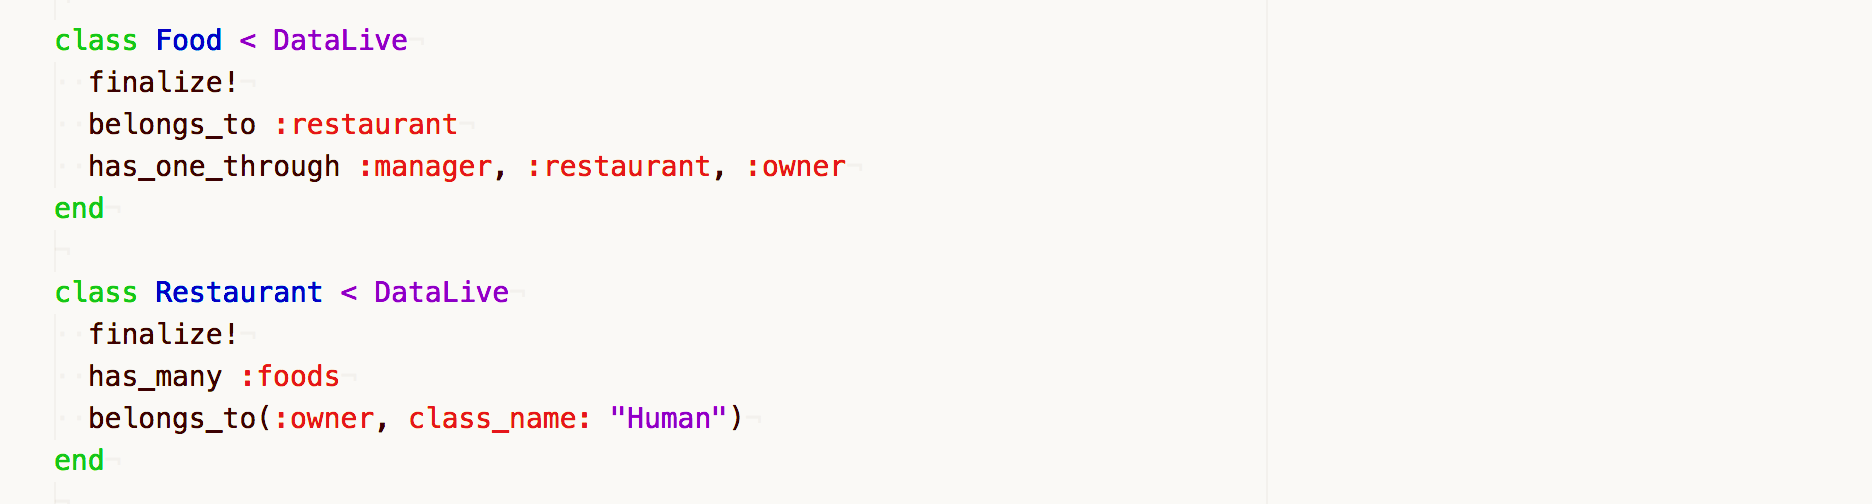 class Food < DataLive
  finalize!
  belongs_to :restaurant
  has_one_through :manager, :restaurant, :owner
end

class Restaurant < DataLive
  finalize!
  has_many :foods
  belongs_to(:owner, class_name: "Human")
end